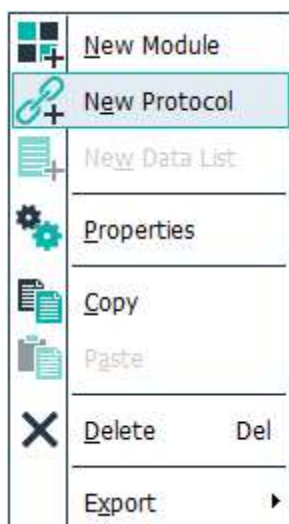 New Module
New Protocol
New Data List
Properties
Copy
Paste
Delete Del
Export